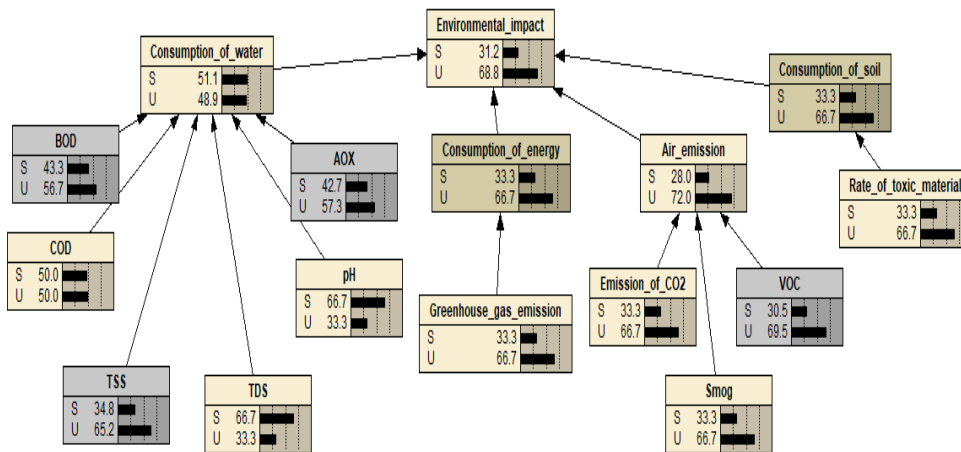 Environmental_impact
S 31.2
U 68.8
Consumption_of_water
S 51.1
U 48.9
Consumption_of_soil
S 33.3
U 66.7
BOD
S 43.3
U 56.7
AOX
S 42.7
U 57.3
Consumption_of_energy
S 33.3
U 66.7
Air_emission
S 28.0
U 72.0
Rate_of_toxic_material
S 33.3
U 66.7
COD
S 50.0
U 50.0
pH
S 66.7
U 33.3
Greenhouse_gas_emission
S 33.3
U 66.7
Emission_of_CO2
S 33.3
U 66.7
VOC
S 30.5
U 69.5
TSS
S 34.8
U 65.2
TDS
S 66.7
U 33.3
Smog
S 33.3
U 66.7